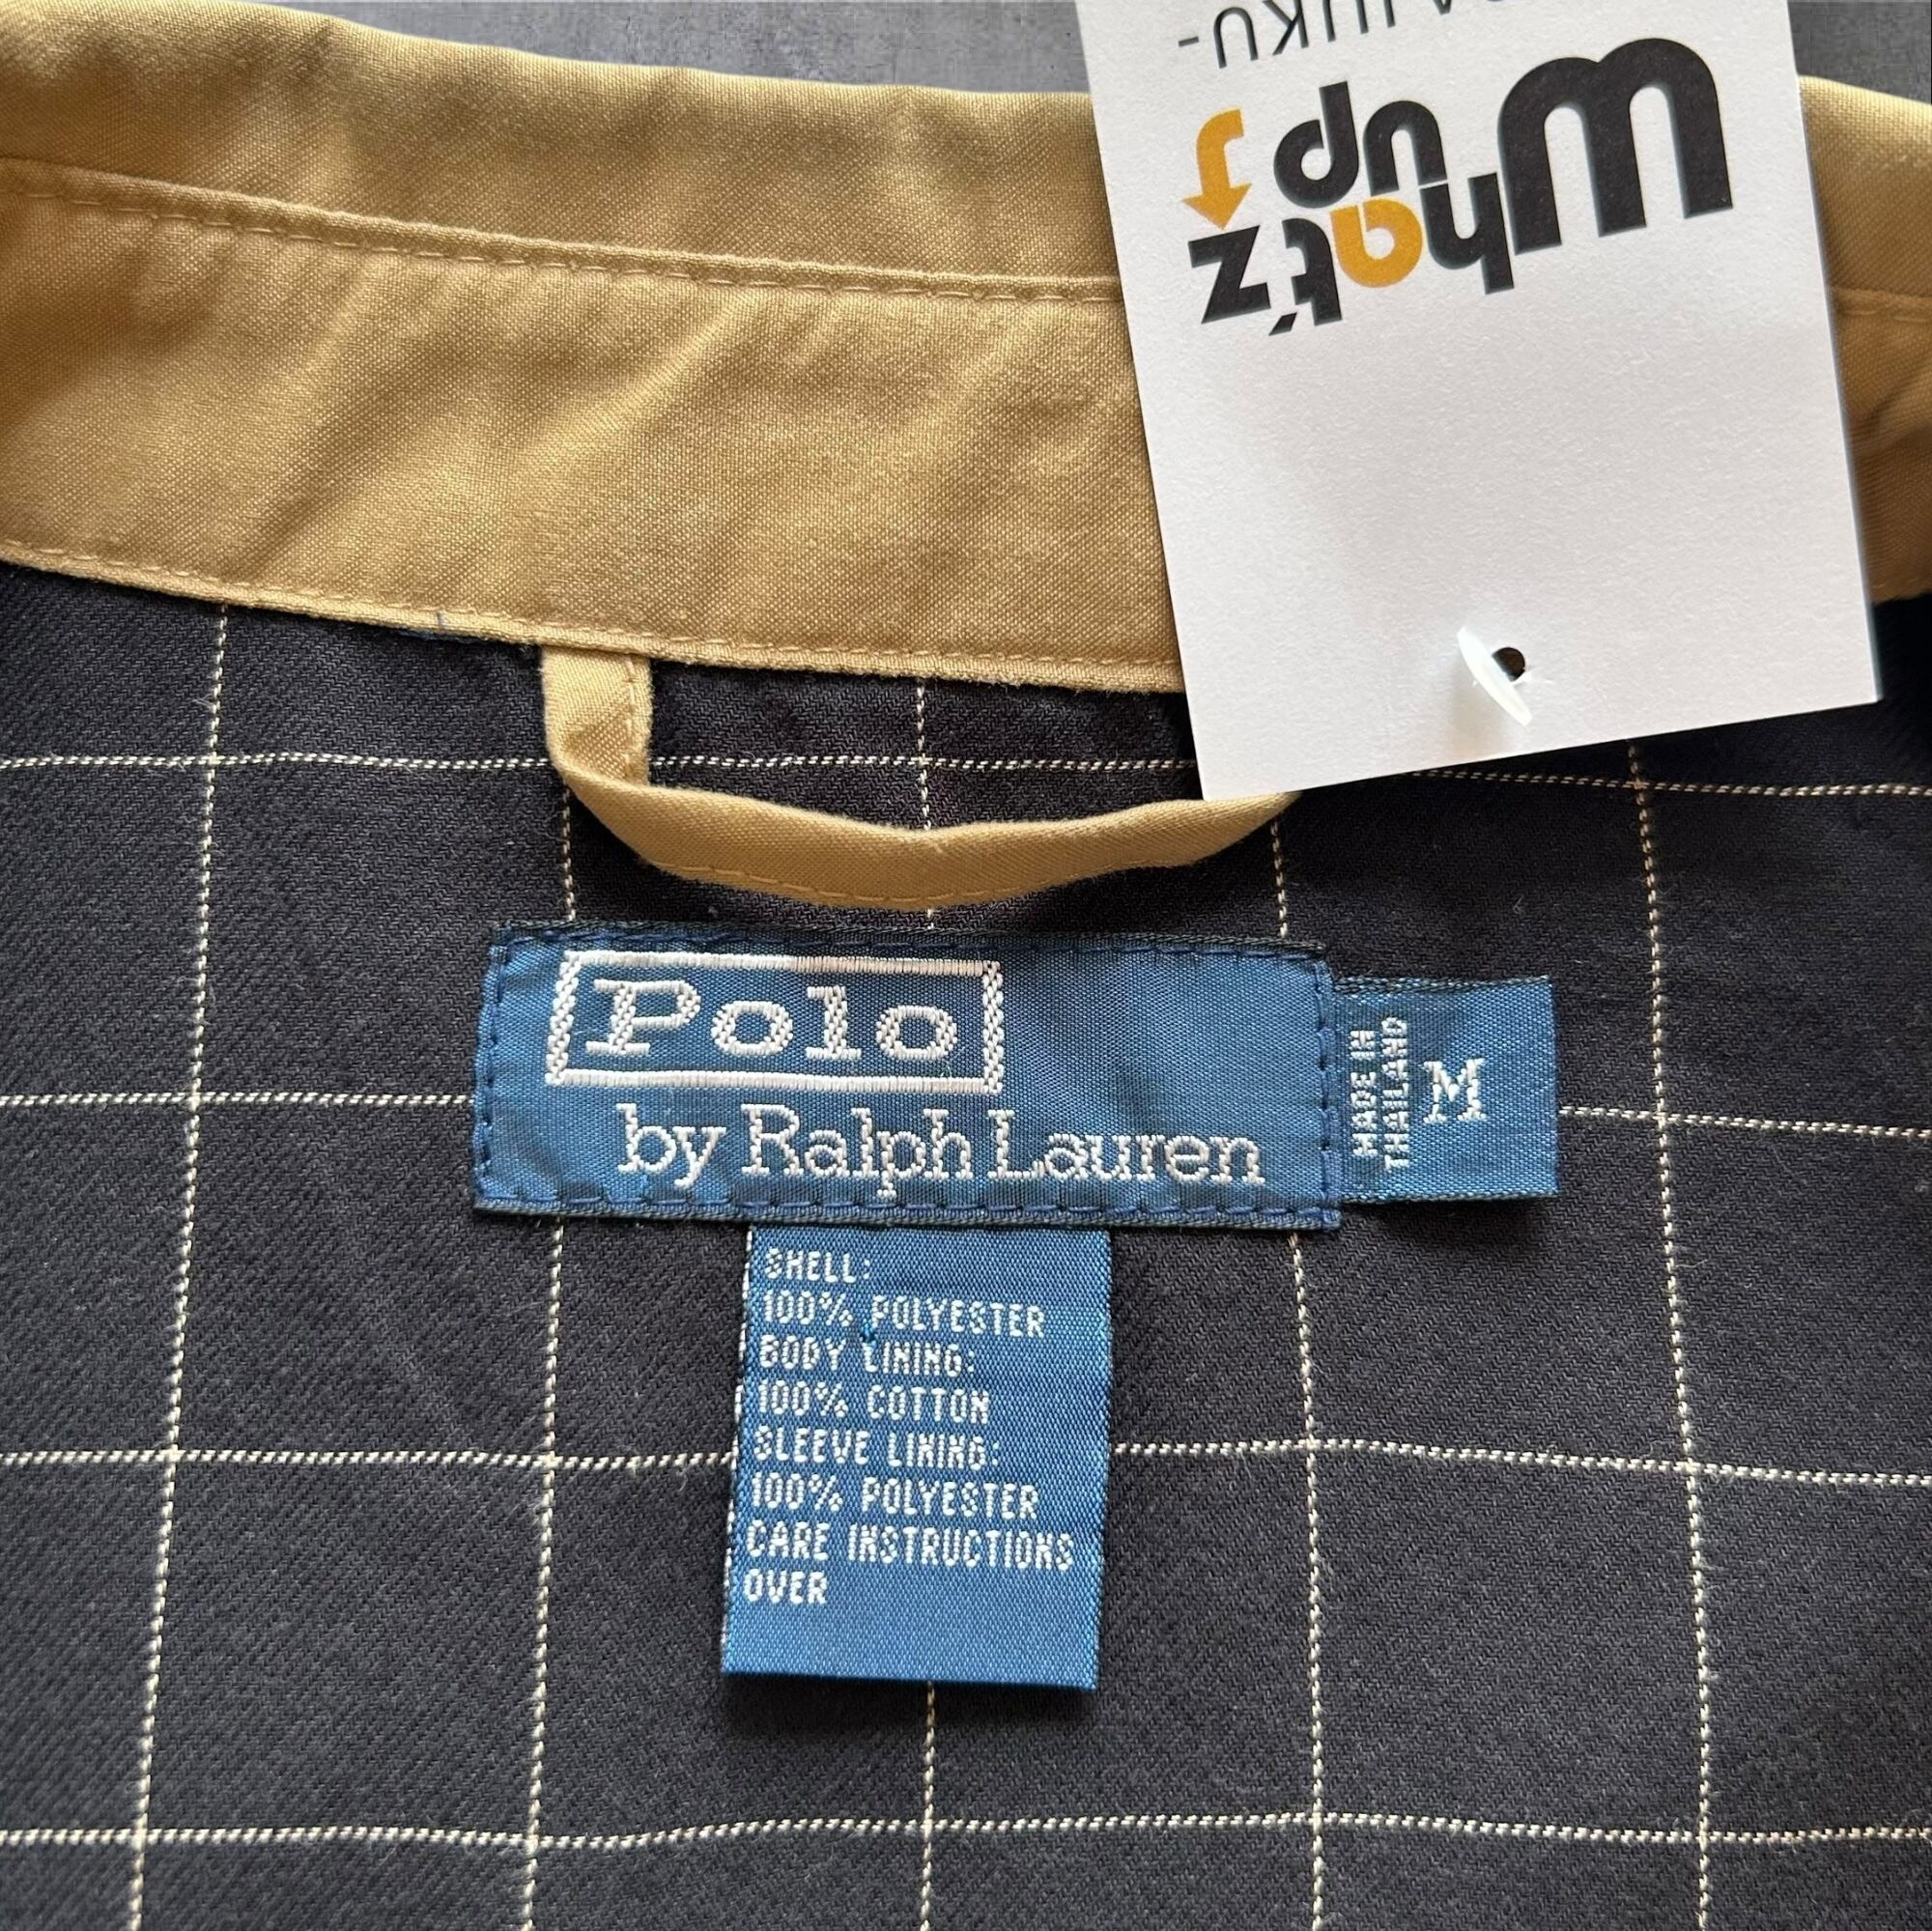 What'z
up
Polo
by Ralph Lauren
MADE IN
THAILAND
M
SHELL:
100% POLYESTER
BODY LINING:
100% COTTON
SLEEVE LINING:
100% POLYESTER
CARE INSTRUCTIONS
OVER